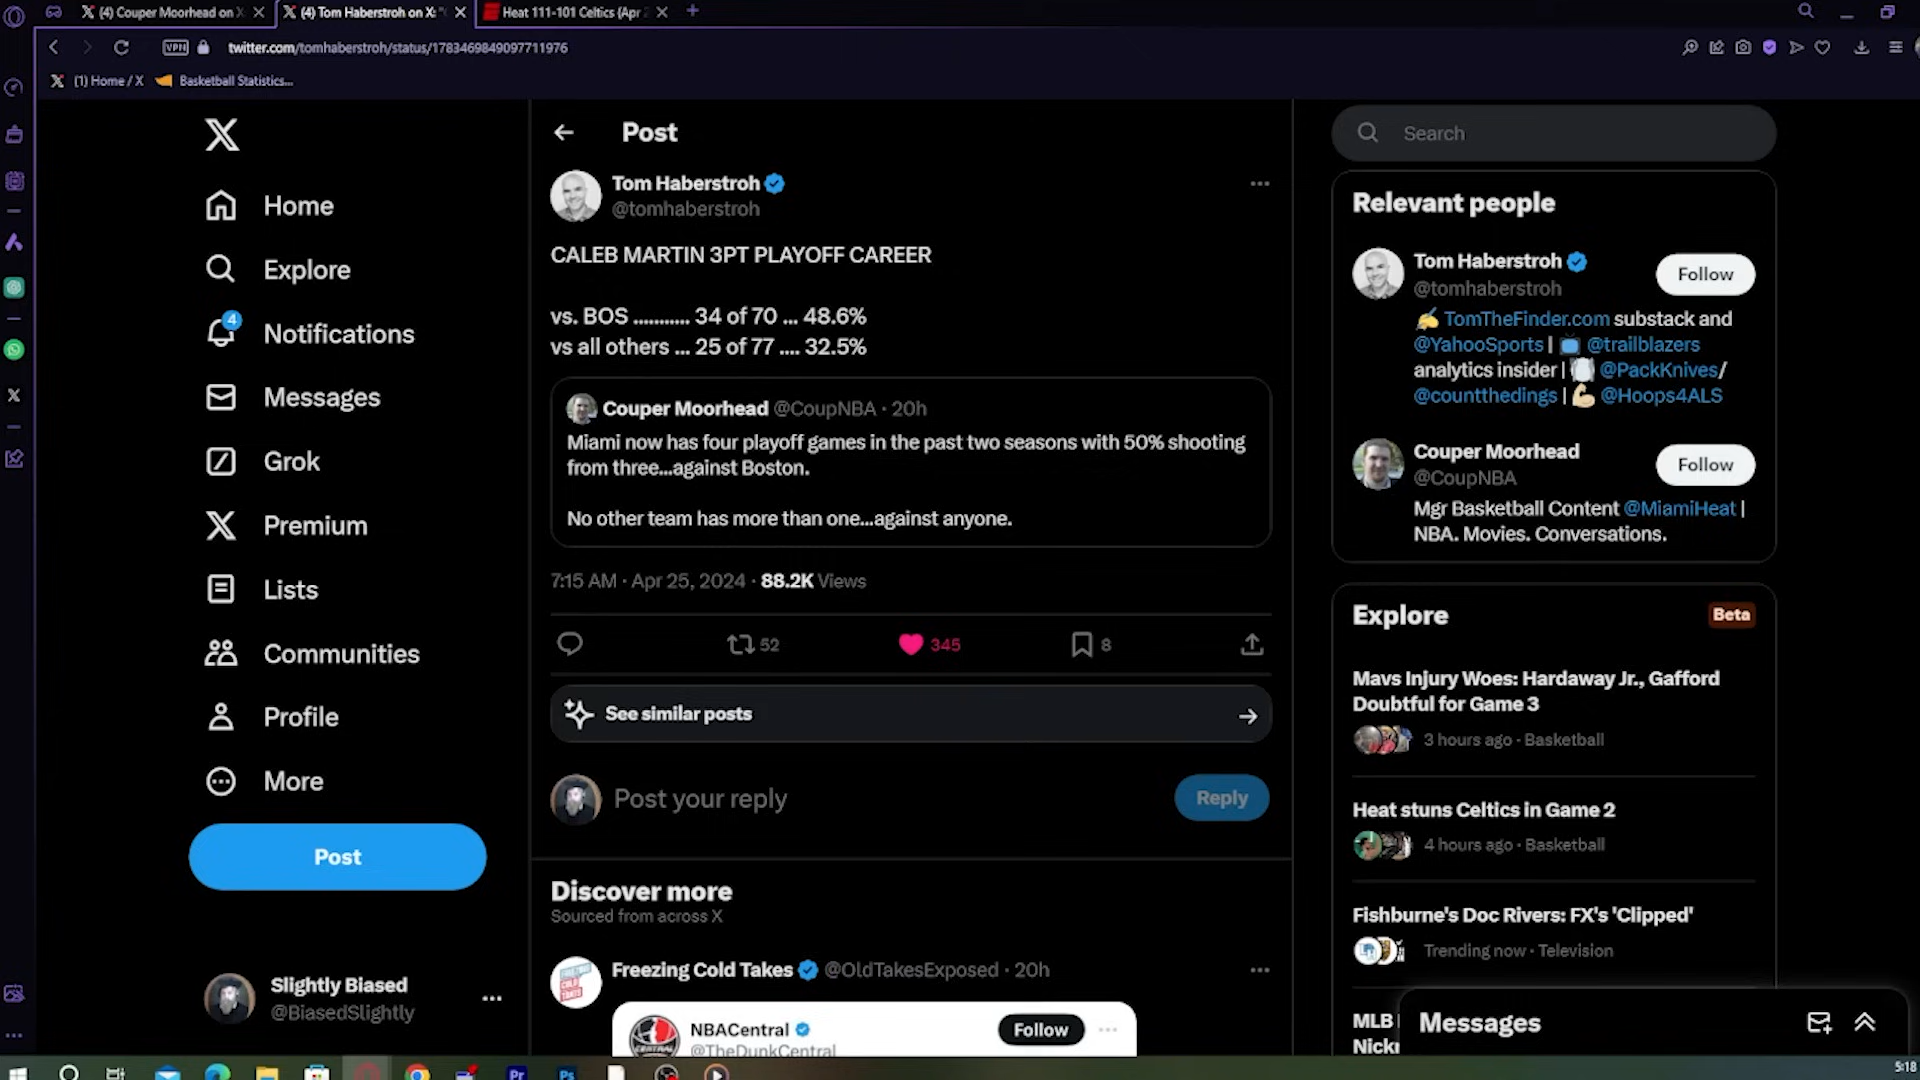 (4) Couper Moorhead on X
(4) Tom Haberstroh on X: "
Heat 111-101 Celtics (Apr 2
VPN
twitter.com/tomhaberstroh/status/1783469849097711976
(1) Home / X
Basketball Statistics...
Home
Explore
4
Notifications
Messages
Grok
Premium
Lists
Communities
Profile
More
Post
Slightly Biased
@BiasedSlightly
Post
Tom Haberstroh
@tomhaberstroh
CALEB MARTIN 3PT PLAYOFF CAREER
vs. BOS ........... 34 of 70 ... 48.6%
vs all others ... 25 of 77 .... 32.5%
Couper Moorhead @CoupNBA · 20h
Miami now has four playoff games in the past two seasons with 50% shooting
from three...against Boston.
No other team has more than one...against anyone.
7:15 AM · Apr 25, 2024 · 88.2K Views
52
345
8
See similar posts
Post your reply
Reply
Discover more
Sourced from across X
Freezing Cold Takes @OldTakesExposed · 20h
NBACentral
@TheDunkCentral
Follow
Search
Relevant people
Tom Haberstroh
@tomhaberstroh
Follow
TomTheFinder.com substack and
@YahooSports | @trailblazers
analytics insider | @PackKnives/
@countthedings | @Hoops4ALS
Couper Moorhead
@CoupNBA
Follow
Mgr Basketball Content @MiamiHeat |
NBA. Movies. Conversations.
Explore
Beta
Mavs Injury Woes: Hardaway Jr., Gafford
Doubtful for Game 3
3 hours ago · Basketball
Heat stuns Celtics in Game 2
4 hours ago · Basketball
Fishburne's Doc Rivers: FX's 'Clipped'
Trending now · Television
MLB
Messages
Pr
Ps
5:18